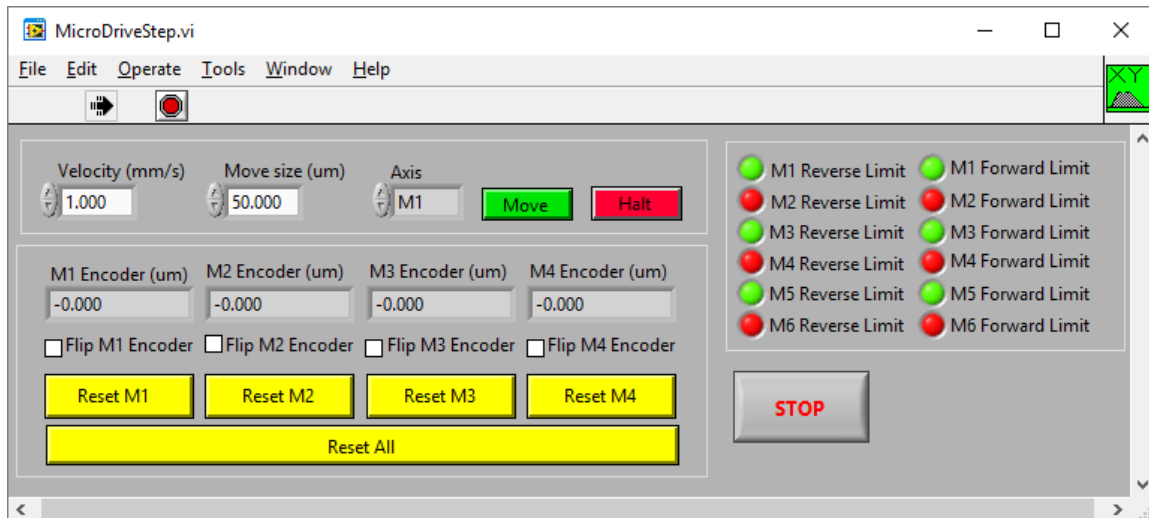 MicroDriveStep.vi
File Edit Operate Tools Window Help
XY
Velocity (mm/s) Move size (um) Axis
1.000 50.000 M1 Move Halt
M1 Encoder (um) M2 Encoder (um) M3 Encoder (um) M4 Encoder (um)
-0.000 -0.000 -0.000 -0.000
Flip M1 Encoder Flip M2 Encoder Flip M3 Encoder Flip M4 Encoder
Reset M1 Reset M2 Reset M3 Reset M4
Reset All
M1 Reverse Limit M1 Forward Limit
M2 Reverse Limit M2 Forward Limit
M3 Reverse Limit M3 Forward Limit
M4 Reverse Limit M4 Forward Limit
M5 Reverse Limit M5 Forward Limit
M6 Reverse Limit M6 Forward Limit
STOP